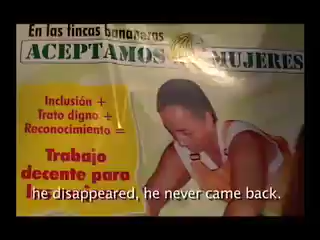 En las fincas bananeras
ACEPTAMOS MUJERES
Inclusión +
Trato digno +
Reconocimiento =
Trabajo
decente para
he disappeared, he never came back.